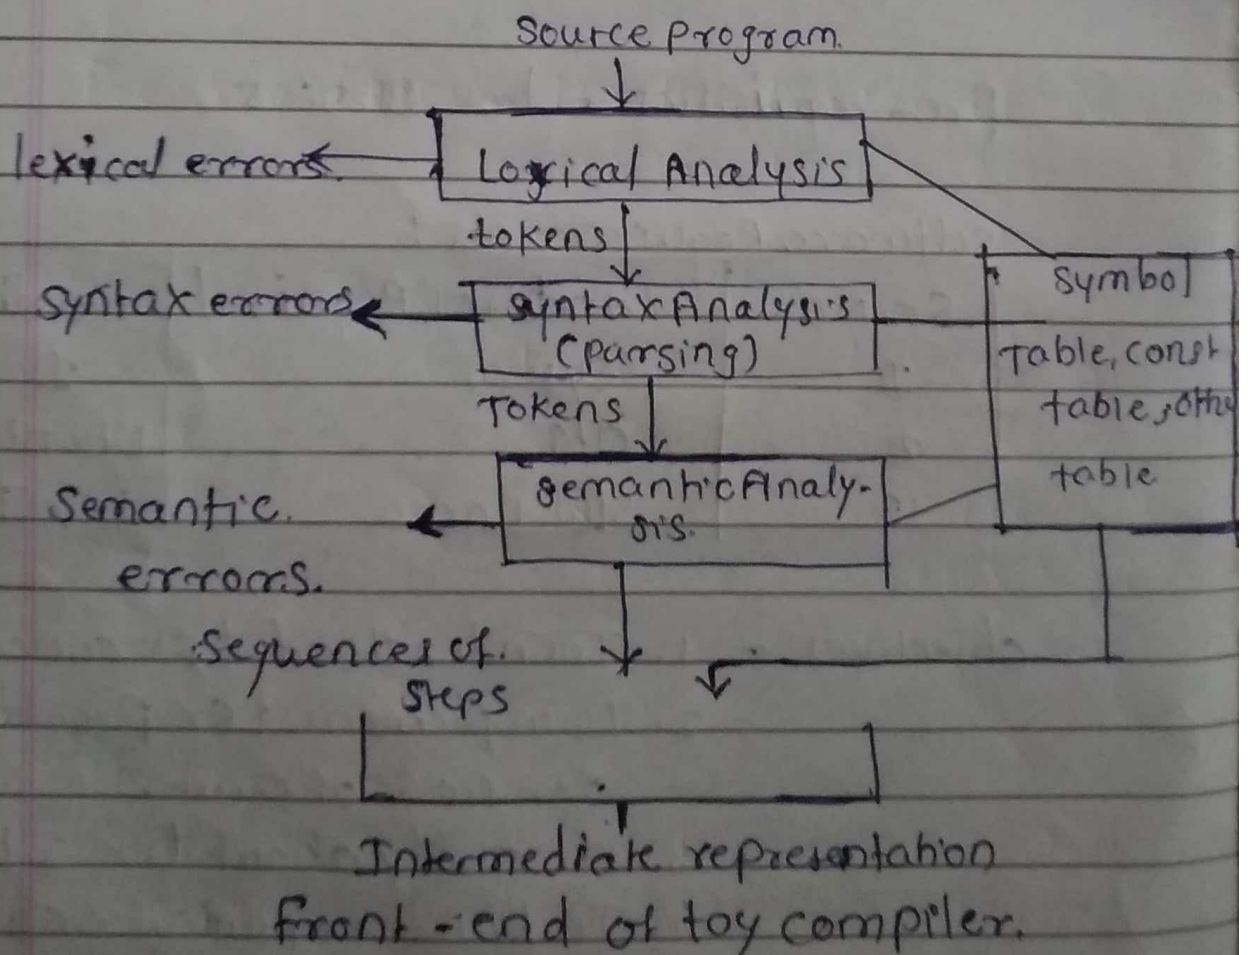 Source program.
lexical errors.
Logical Analysis
tokens
Symbol
syntax errors
syntax Analysis
(parsing)
Table, const
Tokens
table, othe
table
Semantic.
errors.
semantic Analy-
sis.
Sequences of.
steps
Intermediate representation
Front - end of toy compiler.